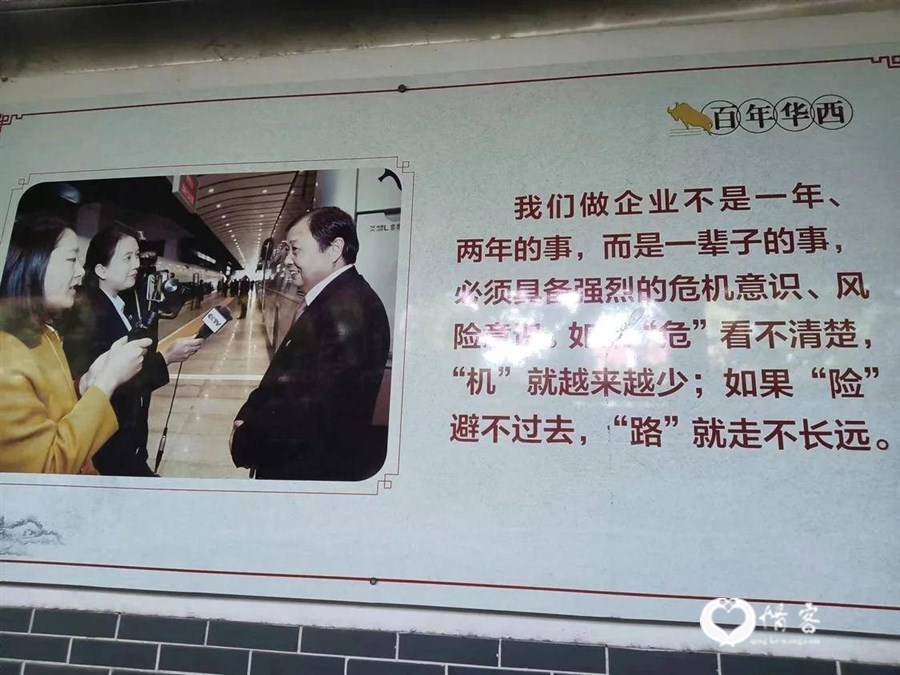 百年华西
我们做企业不是一年、
两年的事，而是一辈子的事，
必须具备强烈的危机意识、风
险意识。如 “危”看不清楚，
“机”就越来越少；如果“险”
避不过去，“路”就走不长远。
情客